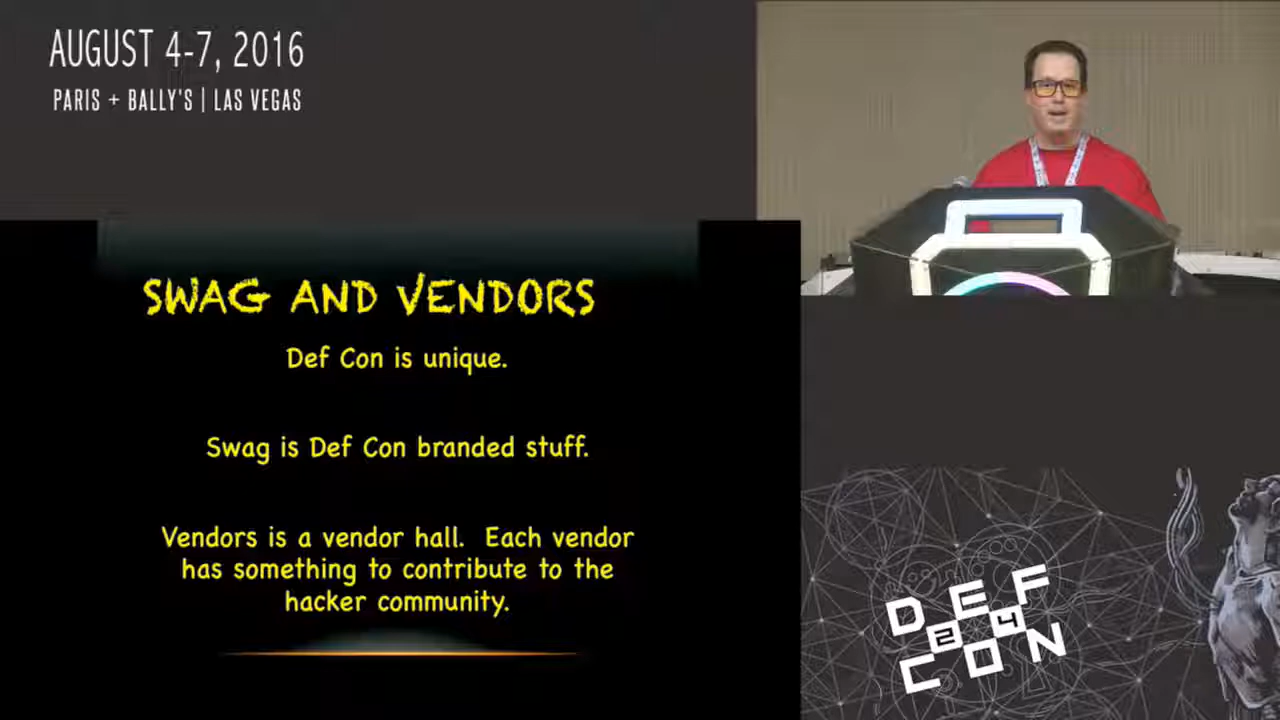 AUGUST 4-7, 2016
PARIS + BALLY'S | LAS VEGAS
SWAG AND VENDORS
Def Con is unique.
Swag is Def Con branded stuff.
Vendors is a vendor hall.  Each vendor
has something to contribute to the
hacker community.
DEF
24
CON